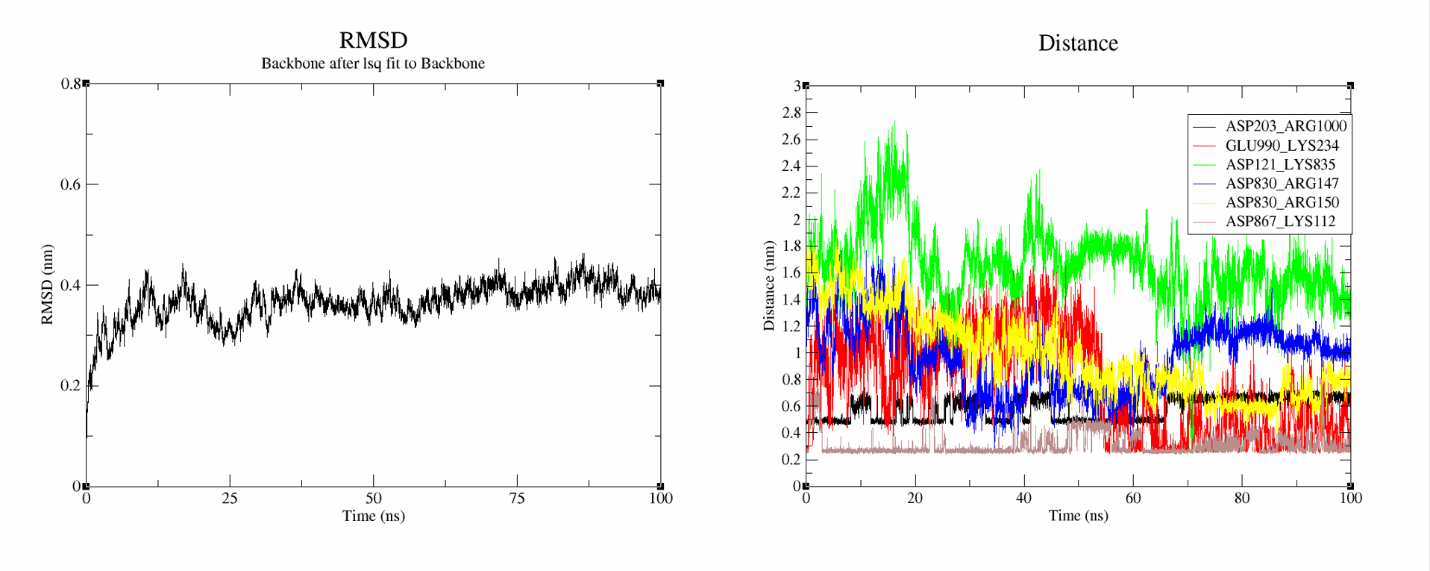 RMSD
Backbone after lsq fit to Backbone
0.8
0.6
0.4
0.2
0
RMSD (nm)
0 25 50 75 100
Time (ns)
Distance
3
2.8
2.6
2.4
2.2
2
1.8
1.6
1.4
1.2
1
0.8
0.6
0.4
0.2
0
Distance (nm)
0 20 40 60 80 100
Time (ns)
ASP203_ARG1000
GLU990_LYS234
ASP121_LYS835
ASP830_ARG147
ASP830_ARG150
ASP867_LYS112